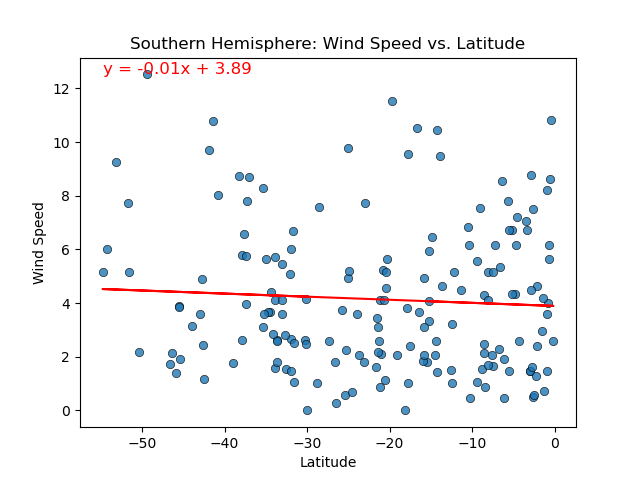 Southern Hemisphere: Wind Speed vs. Latitude
y = -0.01x + 3.89
12
10
8
6
4
2
0
Wind Speed
−50 −40 −30 −20 −10 0
Latitude